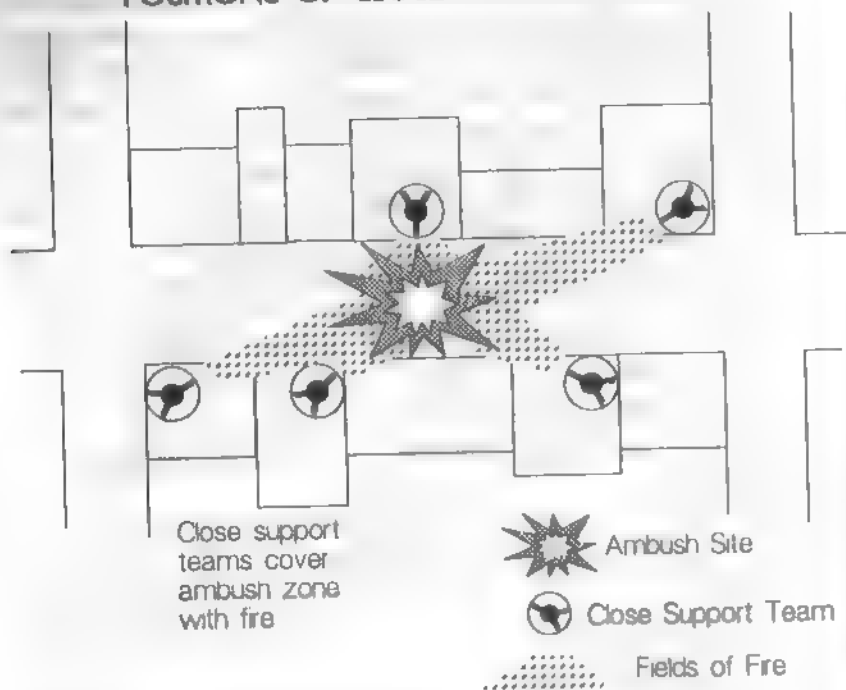 Close support
teams cover
ambush zone
with fire
Ambush Site
Close Support Team
Fields of Fire